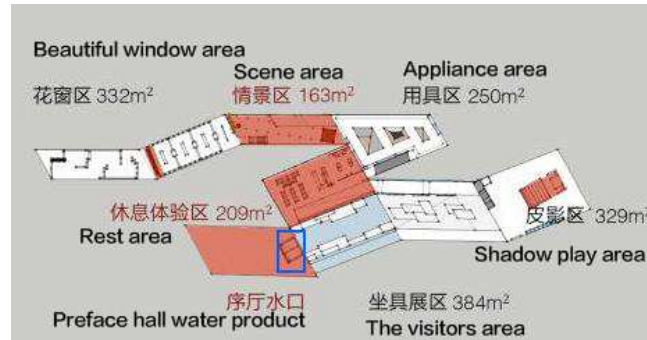 Beautiful window area
花窗区 332m²
Scene area
情景区 163m²
Appliance area
用具区 250m²
休息体验区 209m²
Rest area
皮影区 329m²
Shadow play area
序厅水口
Preface hall water product
坐具展区 384m²
The visitors area